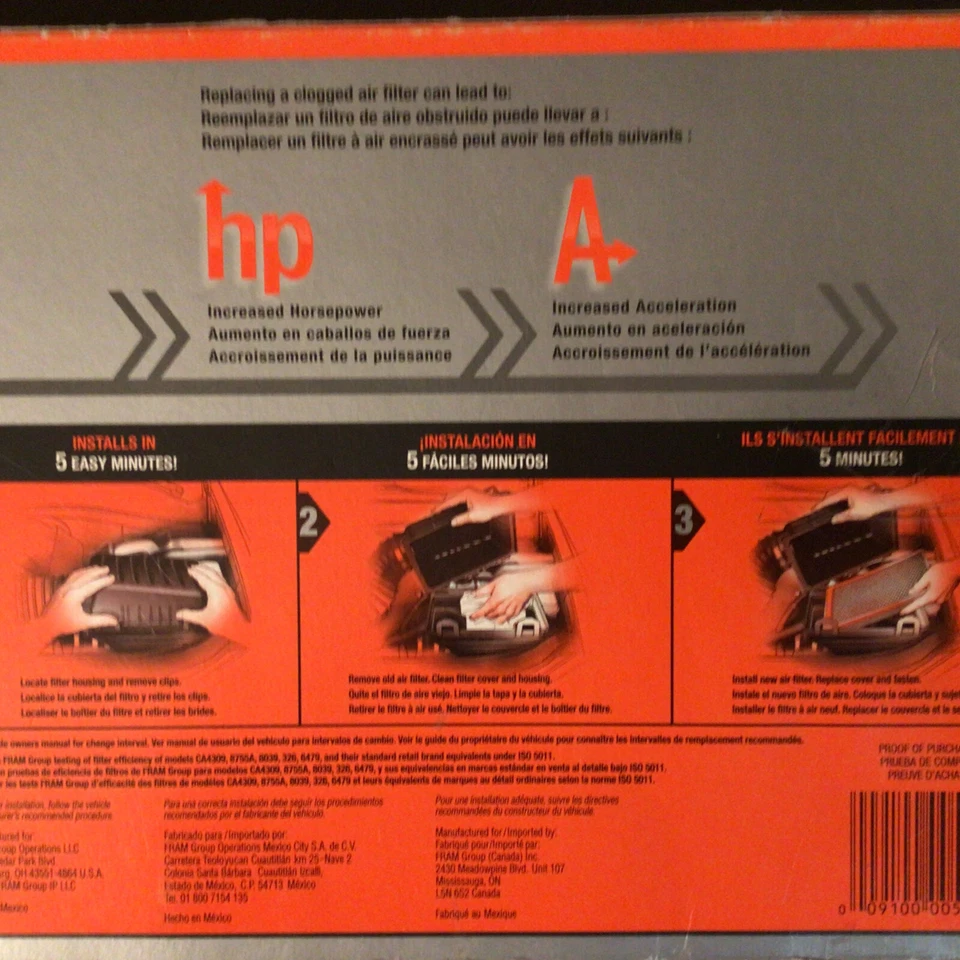 Replacing a clogged air filter can lead to:
Reemplazar un filtro de aire obstruido puede llevar a :
Remplacer un filtre à air encrassé peut avoir les effets suivants :
hp
A
Increased Horsepower
Aumento en caballos de fuerza
Accroissement de la puissance
Increased Acceleration
Aumento en aceleración
Accroissement de l'accélération
INSTALLS IN
5 EASY MINUTES!
¡INSTALACIÓN EN
5 FÁCILES MINUTOS!
ILS S'INSTALLENT FACILEMENT
5 MINUTES!
2
3
Locate filter housing and remove clips.
Localice la cubierta del filtro y retire los clips.
Localiser le boîtier du filtre et retirer les brides.
Remove old air filter. Clean filter cover and housing.
Quite el filtro de aire viejo. Limpie la tapa y la cubierta.
Retirer le filtre à air usé. Nettoyer le couvercle et le boîtier du filtre.
Install new air filter. Replace cover and fasten.
Instale el nuevo filtro de aire. Coloque la cubierta y
Installer le filtre à air neuf. Replacer le couvercle et le
owners manual for change interval. Ver manual de usuario del vehículo para intervalos de cambio. Voir le guide du propriétaire du véhicule pour connaître les intervalles de remplacement recommandés.
FRAM Group testing of filter efficiency of models CA4309, 8755A, 8039, 326, 6479, and their standard retail brand equivalents under ISO 5011.
pruebas de eficiencia de filtros de FRAM Group para modelos CA4309, 8755A, 8039, 326, 6479, y sus equivalencias en marcas estándar en venta al detalle bajo ISO 5011.
les tests FRAM Group d'efficacité des filtres de modèles CA4309, 8755A, 8039, 326, 6479 et leurs équivalents de marques au détail ordinaires selon la norme ISO 5011.
PROOF OF
PRUEBA DE
PREUVE
installation, follow the vehicle
recommended procedure.
for:
Operations LLC
Park Blvd
OH 43551-4864 U.S.A.
FRAM Group IP LLC
Mexico
Para una correcta instalación debe seguir los procedimientos
recomendados por el fabricante del vehículo.
Fabricado para /Importado por:
FRAM Group Operations Mexico City S.A. de C.V.
Carretera Teoloyucan Cuautitlán km 25- Nave 2
Colonia Santa Bárbara Cuautitlán Izcalli,
Estado de México, C.P. 54713 México
Tel. 01 800 7154 135
Hecho en México
Pour une installation adéquate, suivre les directives
recommandées du constructeur du véhicule.
Manufactured for/Imported by:
Fabriqué pour/Importé par:
FRAM Group (Canada) Inc.
2430 Meadowpine Blvd. Unit 107
Mississauga, ON
L5N 6S2 Canada
Fabriqué au Mexique
0 09100 005